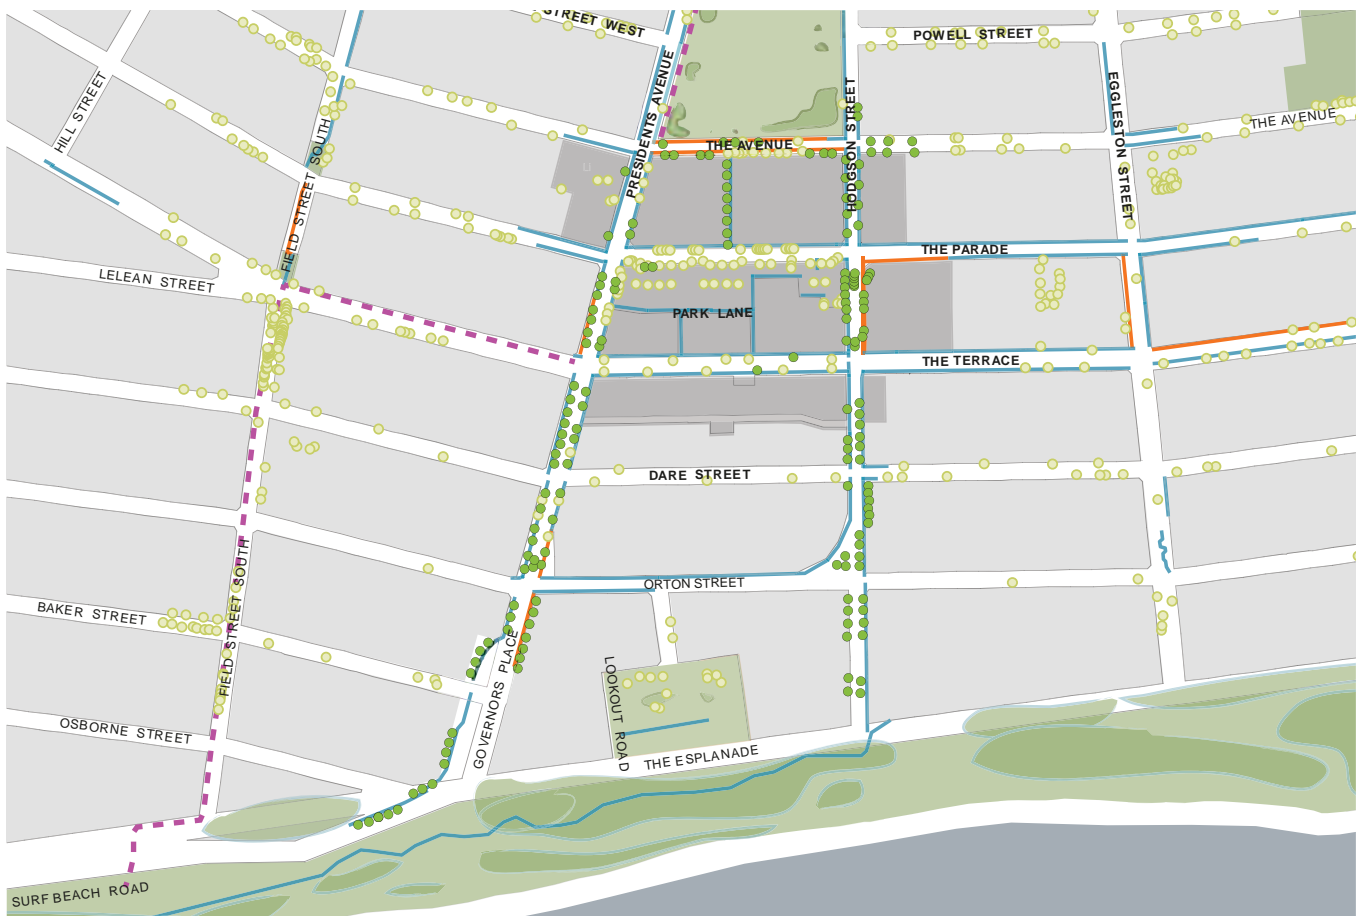 STREET WEST
POWELL STREET
HILL STREET
PRESIDENTS AVENUE
EGGLESTON STREET
HODGSON STREET
THE AVENUE
THE AVENUE
FIELD STREET SOUTH
U
THE PARADE
LELEAN STREET
PARK LANE
THE TERRACE
DARE STREET
ORTON STREET
BAKER STREET
FIELD STREET SOUTH
GOVERNORS PLACE
LOOKOUT ROAD
OSBORNE STREET
THE ESPLANADE
SURF BEACH ROAD